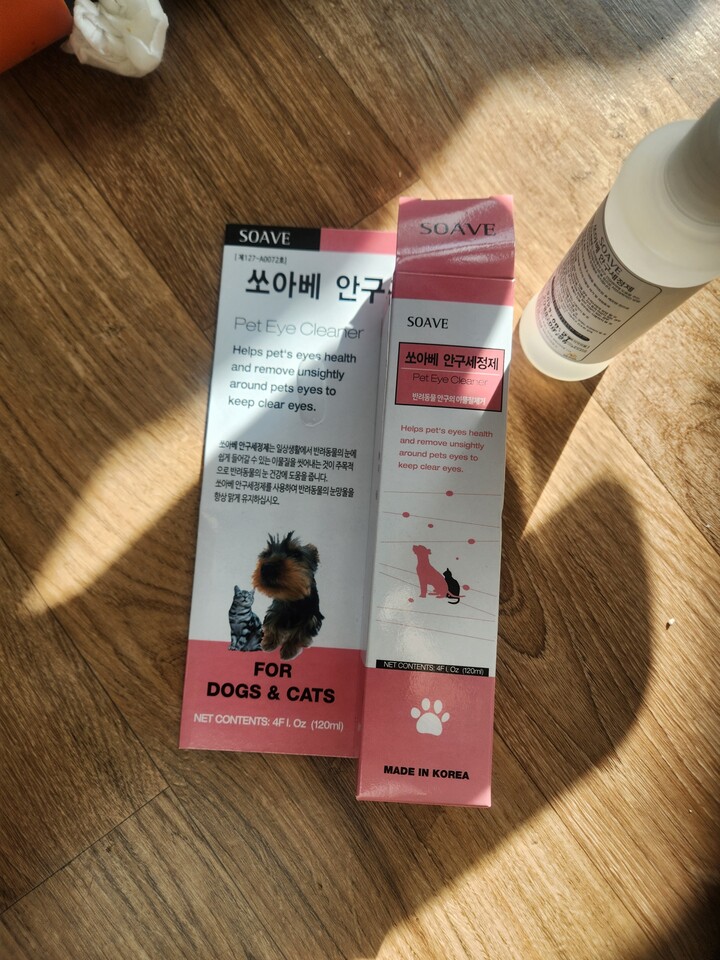 SOAVE
[제127-A0072호]
쏘아베 안구
Pet Eye Cleaner
Helps pet's eyes health
and remove unsightly
around pets eyes to
keep clear eyes.
쏘아베 안구세정제는 일상생활에서 반려동물의 눈에
쉽게 들어갈 수 있는 이물질을 씻어내는 것이 주목적
으로 반려동물의 눈 건강에 도움을 줍니다.
쏘아베 안구세정제를 사용하여 반려동물의 눈망울을
항상 맑게 유지하십시오.
FOR
DOGS & CATS
NET CONTENTS: 4F l. Oz (120ml)
SOAVE
SOAVE
쏘아베 안구세정제
Pet Eye Cleaner
반려동물 안구의 이물질제거
Helps pet's eyes health
and remove unsightly
around pets eyes to
keep clear eyes.
NET CONTENTS: 4F l. Oz (120ml)
MADE IN KOREA
SOAVE
쏘아베 안구세정제